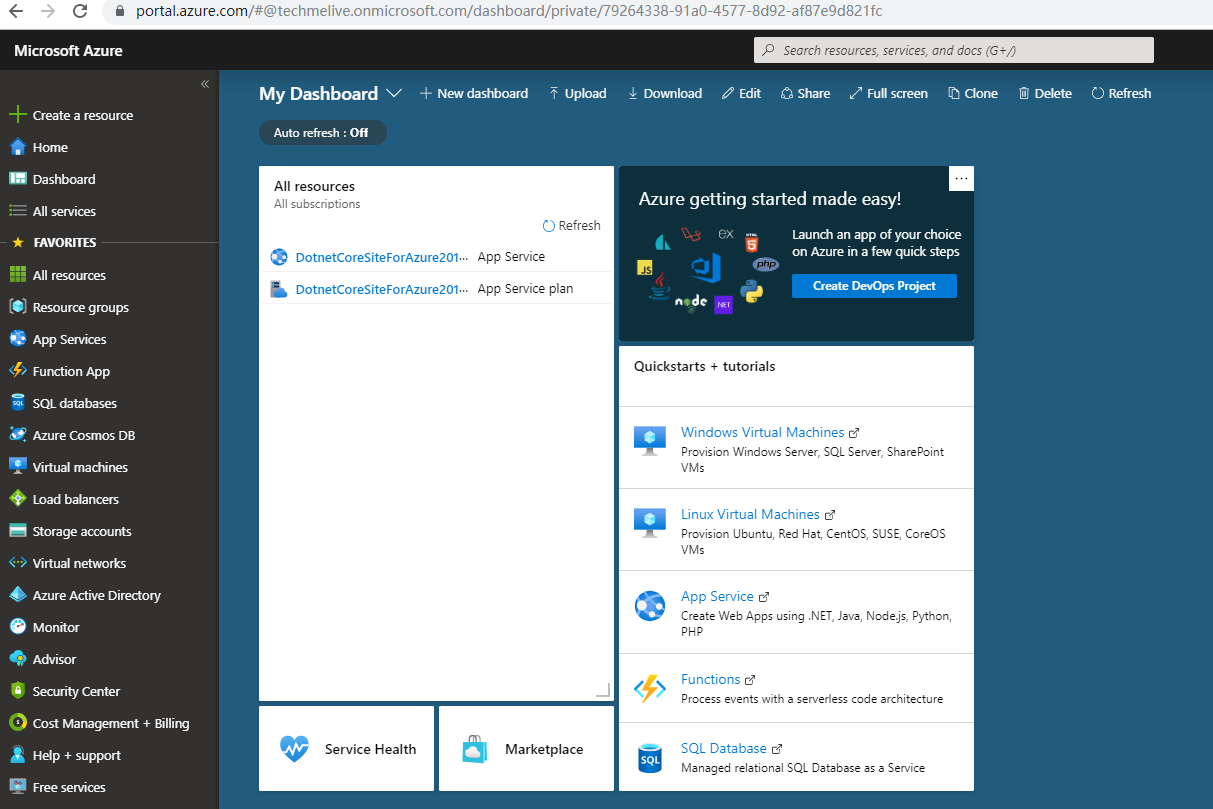 portal.azure.com/#@techmelive.onmicrosoft.com/dashboard/private/79264338-91a0-4577-8d92-af87e9d821fc
Microsoft Azure
Search resources, services, and docs (G+/)
«
Create a resource
Home
Dashboard
All services
FAVORITES
All resources
Resource groups
App Services
Function App
SQL databases
Azure Cosmos DB
Virtual machines
Load balancers
Storage accounts
Virtual networks
Azure Active Directory
Monitor
Advisor
Security Center
Cost Management + Billing
Help + support
Free services
My Dashboard
New dashboard
Upload
Download
Edit
Share
Full screen
Clone
Delete
Refresh
Auto refresh : Off
All resources
All subscriptions
Refresh
DotnetCoreSiteForAzure201... App Service
DotnetCoreSiteForAzure201... App Service plan
Service Health
Marketplace
...
Azure getting started made easy!
EX
HTML
5
JS
php
node
NET
Launch an app of your choice
on Azure in a few quick steps
Create DevOps Project
Quickstarts + tutorials
Windows Virtual Machines
Provision Windows Server, SQL Server, SharePoint
VMs
Linux Virtual Machines
Provision Ubuntu, Red Hat, CentOS, SUSE, CoreOS
VMs
App Service
Create Web Apps using .NET, Java, Node.js, Python,
PHP
Functions
Process events with a serverless code architecture
SQL
SQL Database
Managed relational SQL Database as a Service